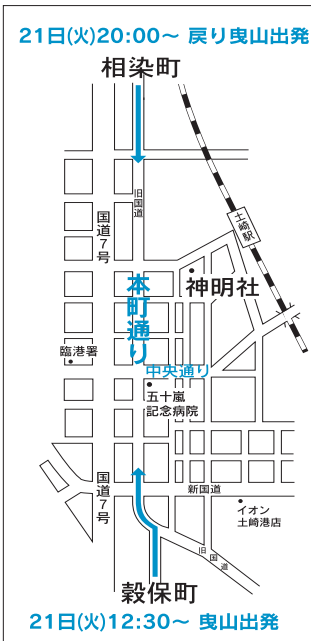 21日(火)20:00～ 戻り曳山出発
相染町
旧国道
国道7号
土崎駅
神明社
本町通り
臨港署
中央通り
五十嵐
記念病院
国道7号
新国道
イオン
土崎港店
旧国道
穀保町
21日(火)12:30～ 曳山出発